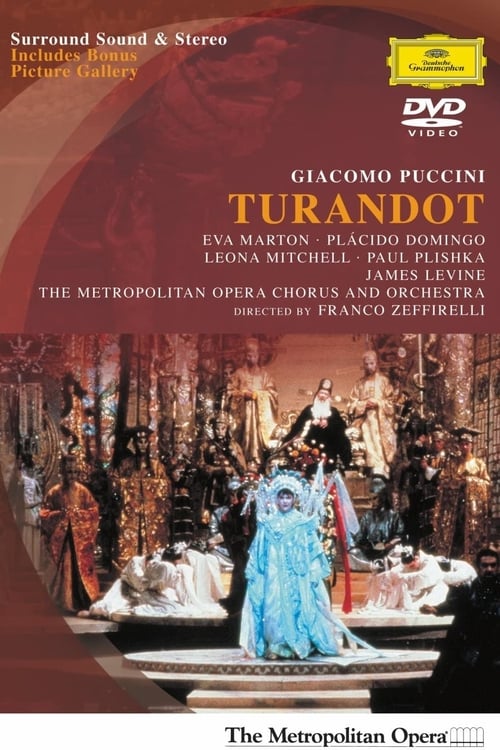 Surround Sound & Stereo
Includes Bonus
Picture Gallery
Deutsche
Grammophon
DVD
VIDEO
GIACOMO PUCCINI
TURANDOT
EVA MARTON · PLÁCIDO DOMINGO
LEONA MITCHELL · PAUL PLISHKA
JAMES LEVINE
THE METROPOLITAN OPERA CHORUS AND ORCHESTRA
DIRECTED BY FRANCO ZEFFIRELLI
The Metropolitan Opera